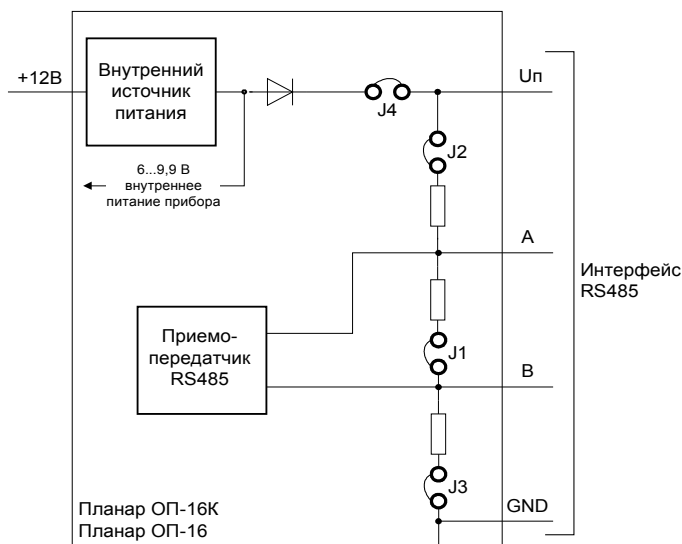 +12В
Внутренний
источник
питания
J4
Uп
J2
6...9,9 В
внутреннее
питание прибора
A
Интерфейс
RS485
Приемо-
передатчик
RS485
J1
B
J3
GND
Планар ОП-16К
Планар ОП-16